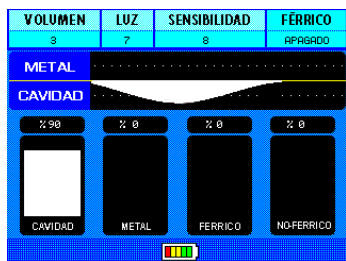 VOLUMEN LUZ SENSIBILIDAD FÉRRICO
3 7 8 APAGADO
METAL
CAVIDAD
%90 %0 %0 %0
CAVIDAD METAL FERRICO NO-FERRICO